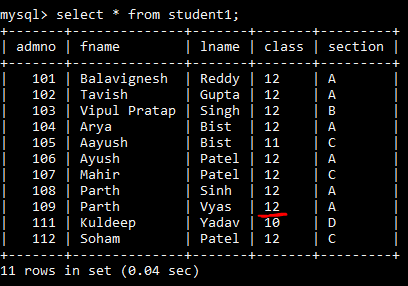 mysql> select * from student1;
+-------+--------------+-------+-------+---------+
| admno | fname        | lname | class | section |
+-------+--------------+-------+-------+---------+
|   101 | Balavignesh  | Reddy | 12    | A       |
|   102 | Tavish       | Gupta | 12    | A       |
|   103 | Vipul Pratap | Singh | 12    | B       |
|   104 | Arya         | Bist  | 12    | A       |
|   105 | Aayush       | Bist  | 11    | C       |
|   106 | Ayush        | Patel | 12    | A       |
|   107 | Mahir        | Patel | 12    | C       |
|   108 | Parth        | Sinh  | 12    | A       |
|   109 | Parth        | Vyas  | 12    | A       |
|   111 | Kuldeep      | Yadav | 10    | D       |
|   112 | Soham        | Patel | 12    | C       |
+-------+--------------+-------+-------+---------+
11 rows in set (0.04 sec)